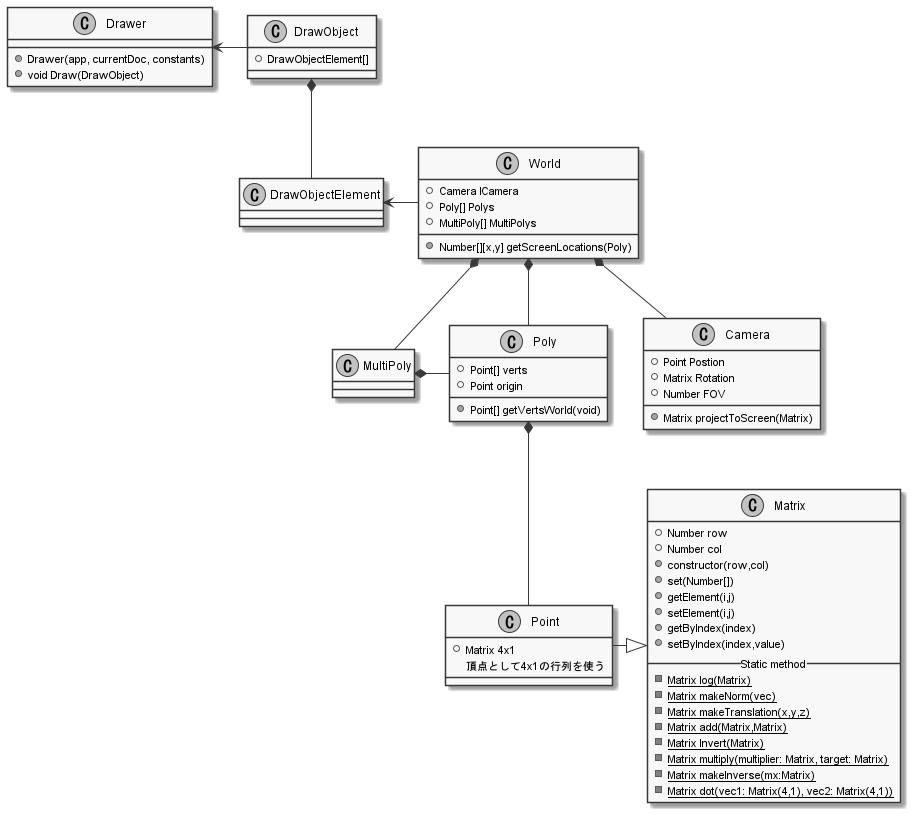 C Drawer
Drawer(app, currentDoc, constants)
void Draw(DrawObject)
C DrawObject
DrawObjectElement[]
C DrawObjectElement
C World
Camera ICamera
Poly[] Polys
MultiPoly[] MultiPolys
Number[][x,y] getScreenLocations(Poly)
C MultiPoly
C Poly
Point[] verts
Point origin
Point[] getVertsWorld(void)
C Camera
Point Postion
Matrix Rotation
Number FOV
Matrix projectToScreen(Matrix)
C Point
Matrix 4x1
頂点として4x1の行列を使う
C Matrix
Number row
Number col
constructor(row,col)
set(Number[])
getElement(i,j)
setElement(i,j)
getByIndex(index)
setByIndex(index,value)
Static method
Matrix log(Matrix)
Matrix makeNorm(vec)
Matrix makeTranslation(x,y,z)
Matrix add(Matrix,Matrix)
Matrix Invert(Matrix)
Matrix multiply(multiplier: Matrix, target: Matrix)
Matrix makeInverse(mx:Matrix)
Matrix dot(vec1: Matrix(4,1), vec2: Matrix(4,1))